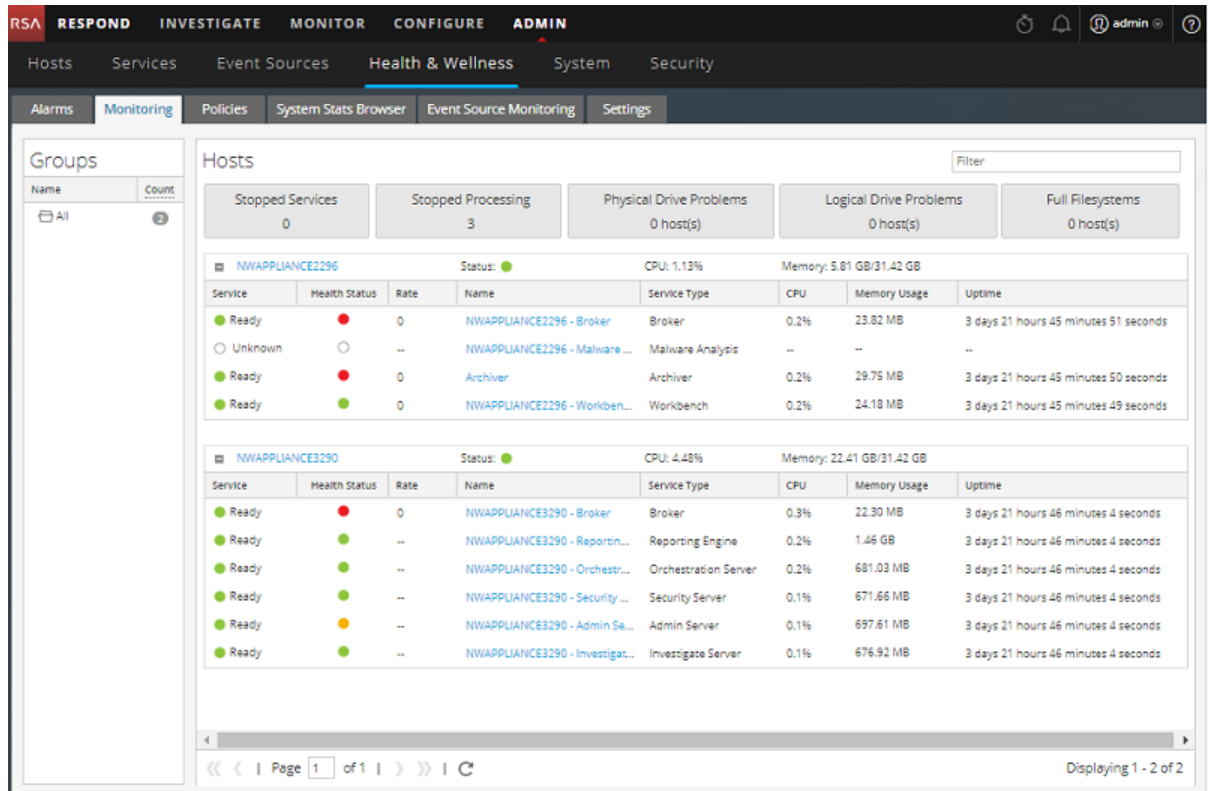 RSA RESPOND INVESTIGATE MONITOR CONFIGURE ADMIN admin
Hosts Services Event Sources Health & Wellness System Security
Alarms Monitoring Policies System Stats Browser Event Source Monitoring Settings
Groups
Name Count
All 2
Hosts Filter
Stopped Services Stopped Processing Physical Drive Problems Logical Drive Problems Full Filesystems
0 3 0 host(s) 0 host(s) 0 host(s)
NWAPPLIANCE2296 Status: CPU: 1.13% Memory: 5.81 GB/31.42 GB
Service Health Status Rate Name Service Type CPU Memory Usage Uptime
Ready 0 NWAPPLIANCE2296 - Broker Broker 0.2% 23.82 MB 3 days 21 hours 45 minutes 51 seconds
Unknown -- NWAPPLIANCE2296 - Malware ... Malware Analysis -- -- --
Ready 0 Archiver Archiver 0.2% 29.75 MB 3 days 21 hours 45 minutes 50 seconds
Ready 0 NWAPPLIANCE2296 - Workben... Workbench 0.2% 24.18 MB 3 days 21 hours 45 minutes 49 seconds
NWAPPLIANCE3290 Status: CPU: 4.48% Memory: 22.41 GB/31.42 GB
Service Health Status Rate Name Service Type CPU Memory Usage Uptime
Ready 0 NWAPPLIANCE3290 - Broker Broker 0.3% 22.30 MB 3 days 21 hours 46 minutes 4 seconds
Ready -- NWAPPLIANCE3290 - Reportin... Reporting Engine 0.2% 1.46 GB 3 days 21 hours 46 minutes 4 seconds
Ready -- NWAPPLIANCE3290 - Orchestr... Orchestration Server 0.2% 681.03 MB 3 days 21 hours 46 minutes 4 seconds
Ready -- NWAPPLIANCE3290 - Security ... Security Server 0.1% 671.66 MB 3 days 21 hours 46 minutes 4 seconds
Ready -- NWAPPLIANCE3290 - Admin Se... Admin Server 0.1% 697.61 MB 3 days 21 hours 46 minutes 4 seconds
Ready -- NWAPPLIANCE3290 - Investigat... Investigate Server 0.1% 676.92 MB 3 days 21 hours 46 minutes 4 seconds
Page 1 of 1 Displaying 1 - 2 of 2